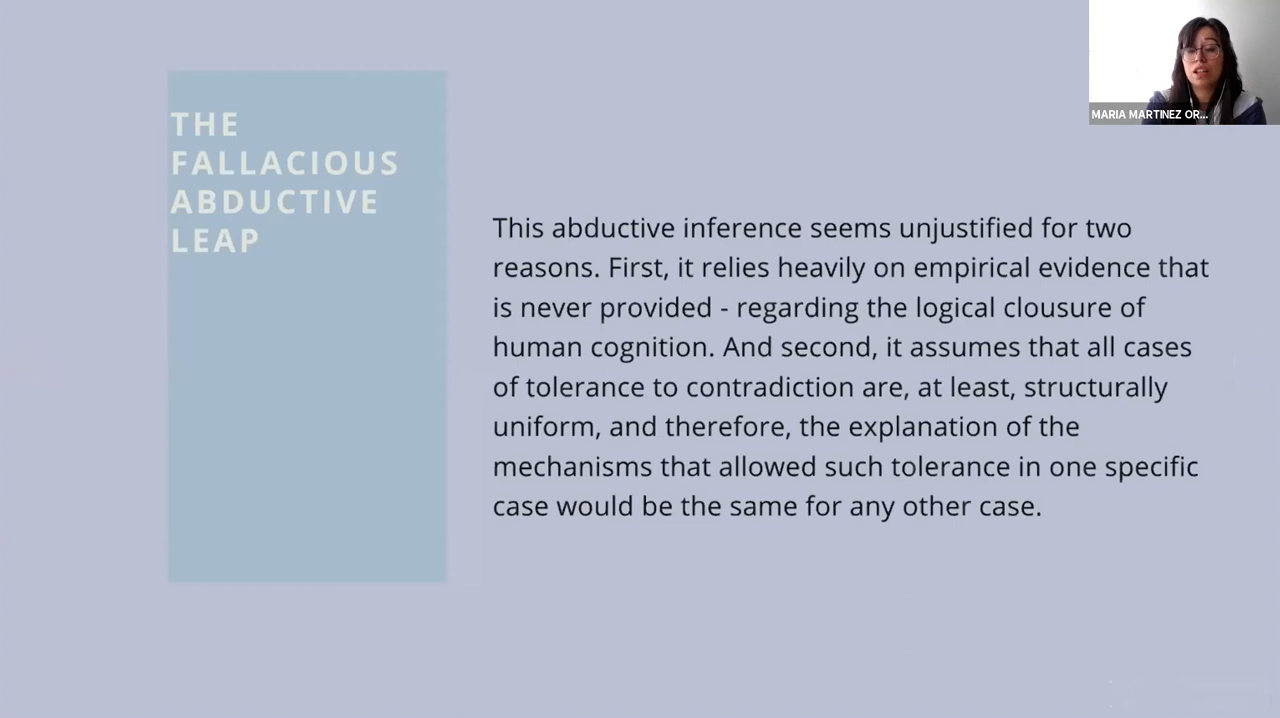 THE
FALLACIOUS
ABDUCTIVE
LEAP
This abductive inference seems unjustified for two
reasons. First, it relies heavily on empirical evidence that
is never provided - regarding the logical clousure of
human cognition. And second, it assumes that all cases
of tolerance to contradiction are, at least, structurally
uniform, and therefore, the explanation of the
mechanisms that allowed such tolerance in one specific
case would be the same for any other case.
MARIA MARTINEZ OR...